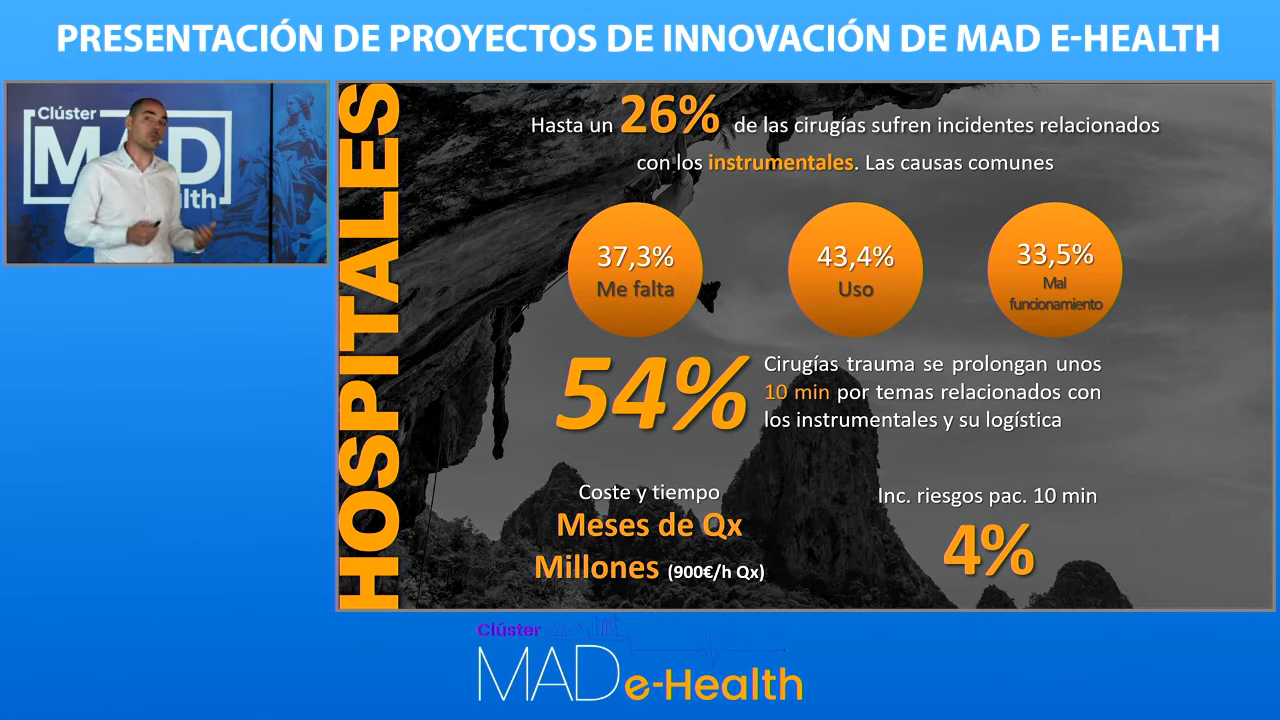 PRESENTACIÓN DE PROYECTOS DE INNOVACIÓN DE MAD E-HEALTH
Clúster
MAD
lth
HOSPITALES
Hasta un 26% de las cirugías sufren incidentes relacionados
con los instrumentales. Las causas comunes
37,3%
Me falta
43,4%
Uso
33,5%
Mal
funcionamiento
54%
Cirugías trauma se prolongan unos
10 min por temas relacionados con
los instrumentales y su logística
Coste y tiempo
Meses de Qx
Millones (900€/h Qx)
Inc. riesgos pac. 10 min
4%
Clúster
MAD e-Health